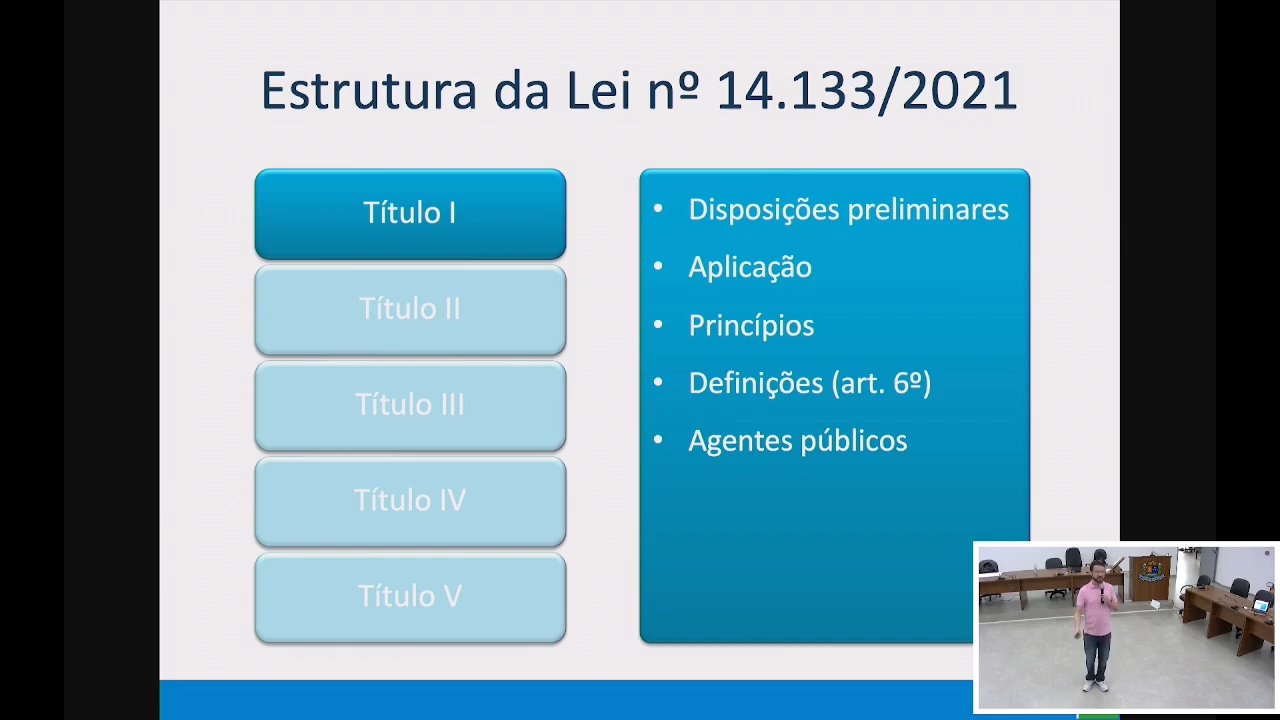 Estrutura da Lei nº 14.133/2021
Título I
Título II
Título III
Título IV
Título V
• Disposições preliminares
• Aplicação
• Princípios
• Definições (art. 6º)
• Agentes públicos